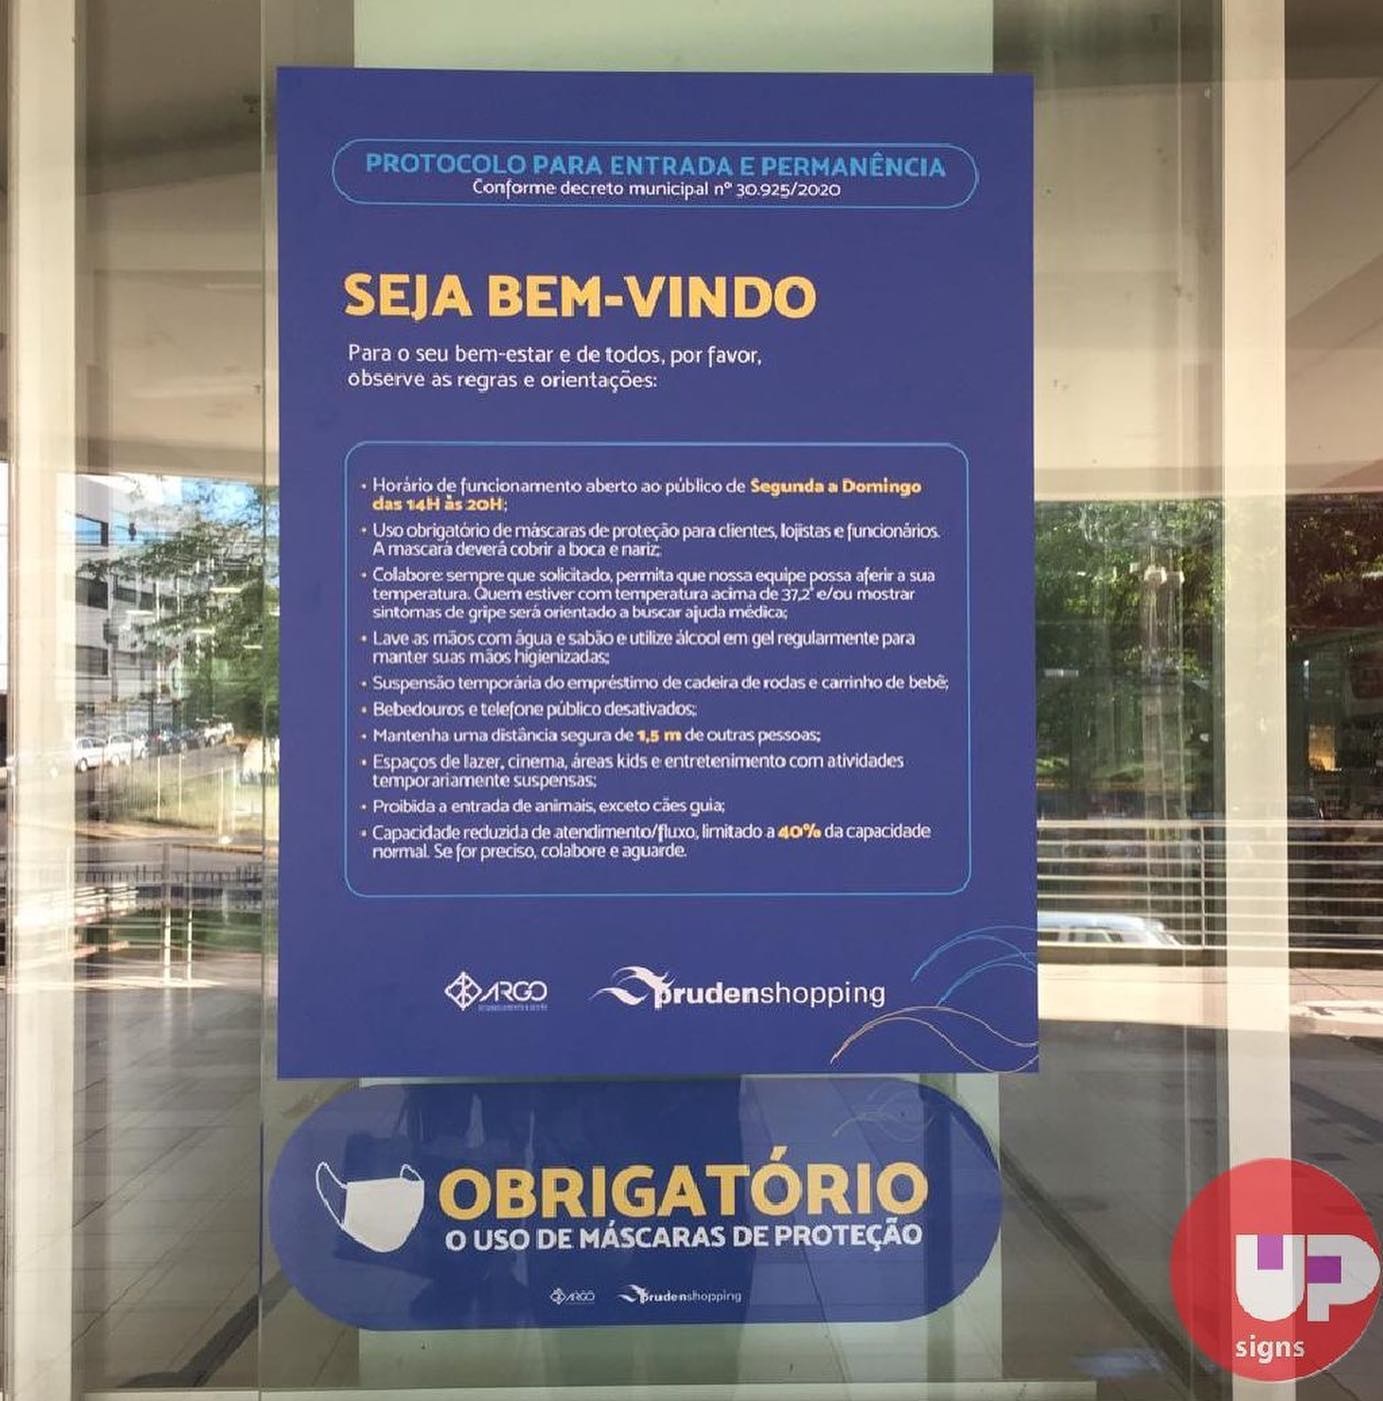 PROTOCOLO PARA ENTRADA E PERMANÊNCIA
Conforme decreto municipal nº 30.925/2020
SEJA BEM-VINDO
Para o seu bem-estar e de todos, por favor,
observe as regras e orientações:
• Horário de funcionamento aberto ao público de Segunda a Domingo
das 14H às 20H;
• Uso obrigatório de máscaras de proteção para clientes, lojistas e funcionários.
A mascará deverá cobrir a boca e nariz;
• Colabore: sempre que solicitado, permita que nossa equipe possa aferir a sua
temperatura. Quem estiver com temperatura acima de 37,2° e/ou mostrar
sintomas de gripe será orientado a buscar ajuda médica;
• Lave as mãos com água e sabão e utilize álcool em gel regularmente para
manter suas mãos higienizadas;
• Suspensão temporária do empréstimo de cadeira de rodas e carrinho de bebê;
• Bebedouros e telefone público desativados;
• Mantenha uma distância segura de 1,5 m de outras pessoas;
• Espaços de lazer, cinema, áreas kids e entretenimento com atividades
temporariamente suspensas;
• Proibida a entrada de animais, exceto cães guia;
• Capacidade reduzida de atendimento/fluxo, limitado a 40% da capacidade
normal. Se for preciso, colabore e aguarde.
ARGO
prudenshopping
OBRIGATÓRIO
O USO DE MÁSCARAS DE PROTEÇÃO
ARGO
prudenshopping
UP
signs